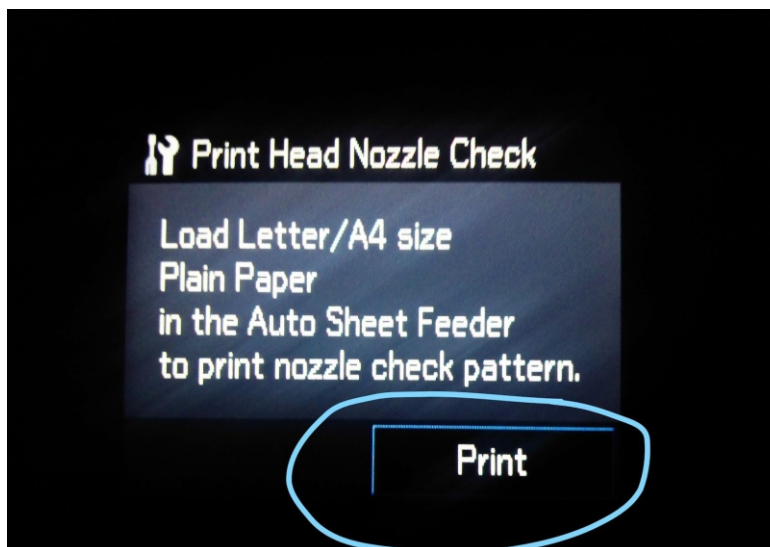 Print Head Nozzle Check
Load Letter/A4 size
Plain Paper
in the Auto Sheet Feeder
to print nozzle check pattern.
Print